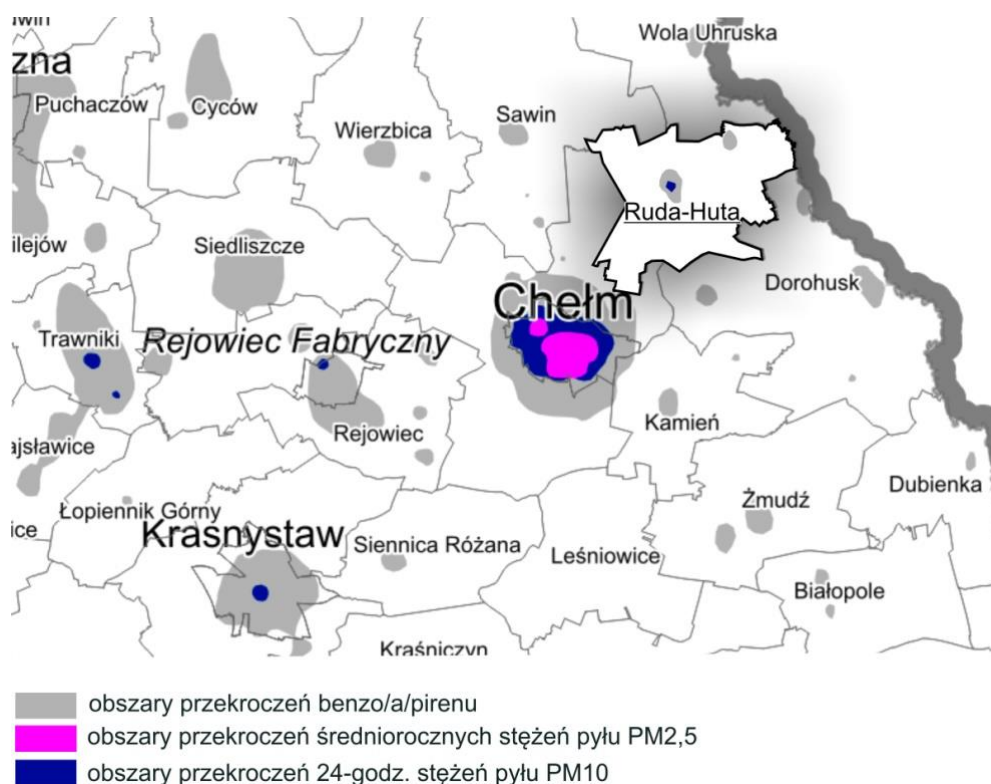 Wola Uhruska
zna
Puchaczów
Cyców
Wierzbica
Sawin
Ruda-Huta
ilejów
Siedliszcze
Dorohusk
Chełm
Trawniki
Rejowiec Fabryczny
Rejowiec
Kamień
ajsławice
Dubienka
Łopiennik Górny
Żmudź
ice
Krasnystaw
Siennica Różana
Leśniowice
Białopole
Kraśniczyn
obszary przekroczeń benzo/a/pirenu
obszary przekroczeń średniorocznych stężeń pyłu PM2,5
obszary przekroczeń 24-godz. stężeń pyłu PM10